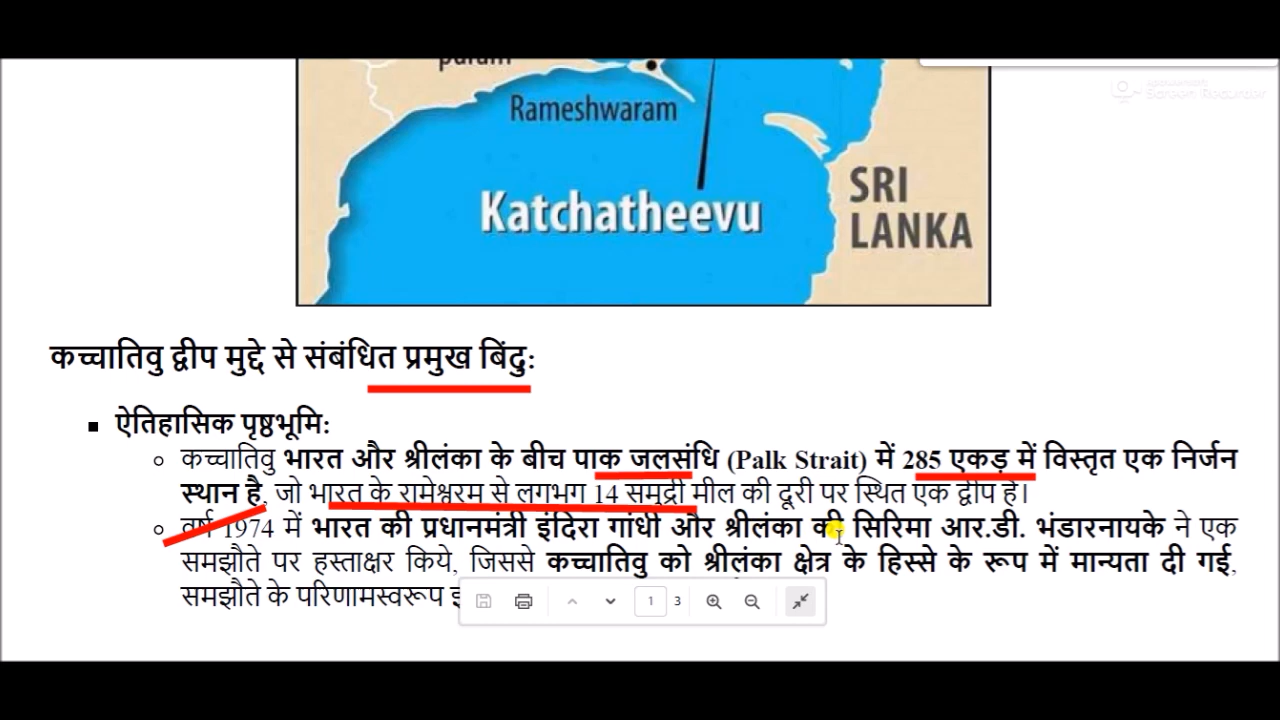 Rameshwaram
Katchatheevu
SRI
LANKA
Screen Recorder
कच्चातिवु द्वीप मुद्दे से संबंधित प्रमुख बिंदु:
ऐतिहासिक पृष्ठभूमि:
कच्चातिवु भारत और श्रीलंका के बीच पाक जलसंधि (Palk Strait) में 285 एकड़ में विस्तृत एक निर्जन
स्थान है, जो भारत के रामेश्वरम से लगभग 14 समुद्री मील की दूरी पर स्थित एक द्वीप है।
वर्ष 1974 में भारत की प्रधानमंत्री इंदिरा गांधी और श्रीलंका की सिरिमा आर.डी. भंडारनायके ने एक
समझौते पर हस्ताक्षर किये, जिससे कच्चातिवु को श्रीलंका क्षेत्र के हिस्से के रूप में मान्यता दी गई,
समझौते के परिणामस्वरूप
1 3